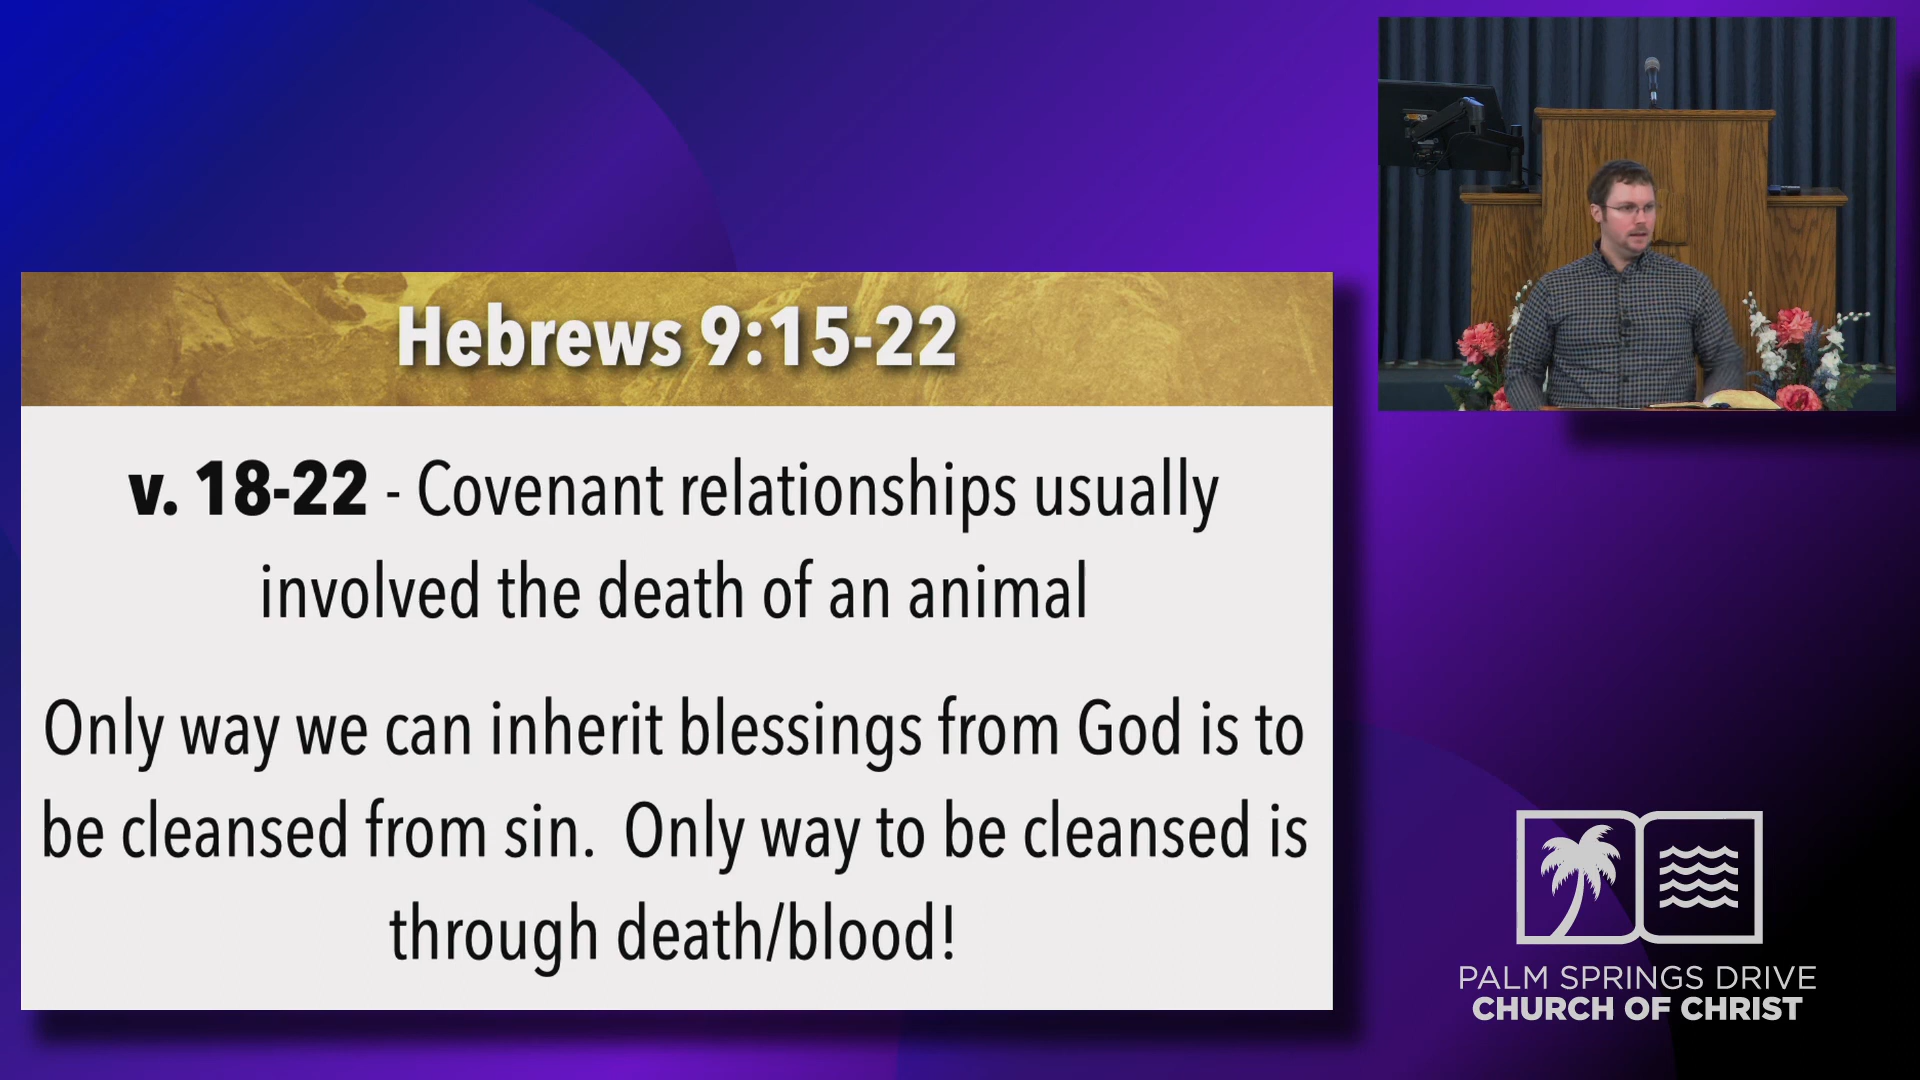 Hebrews 9:15-22
v. 18-22 - Covenant relationships usually
involved the death of an animal
Only way we can inherit blessings from God is to
be cleansed from sin.  Only way to be cleansed is
through death/blood!
PALM SPRINGS DRIVE
CHURCH OF CHRIST